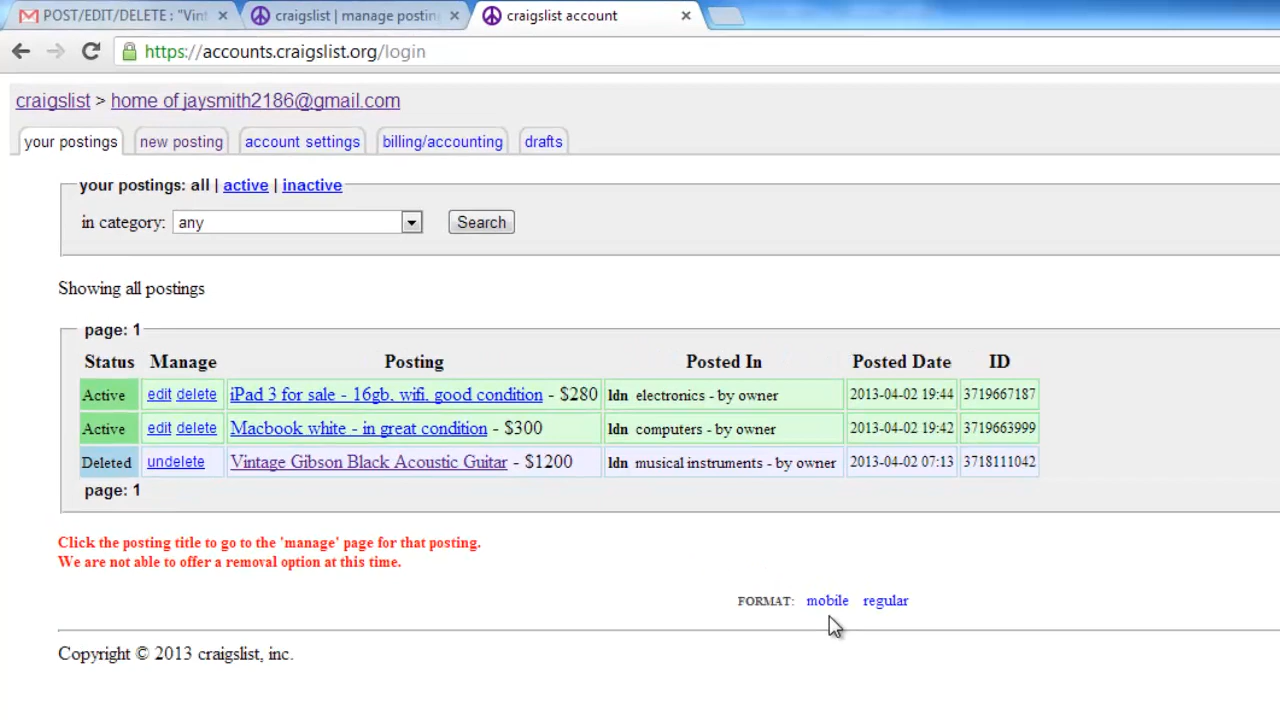 POST/EDIT/DELETE : "Vint × craigslist | manage posting × craigslist account ×
https://accounts.craigslist.org/login
craigslist > home of jaysmith2186@gmail.com
your postings new posting account settings billing/accounting drafts
your postings: all | active | inactive
in category: any Search
Showing all postings
page: 1
Status Manage Posting Posted In Posted Date ID
Active edit delete iPad 3 for sale - 16gb, wifi, good condition - $280 ldn electronics - by owner 2013-04-02 19:44 3719667187
Active edit delete Macbook white - in great condition - $300 ldn computers - by owner 2013-04-02 19:42 3719663999
Deleted undelete Vintage Gibson Black Acoustic Guitar - $1200 ldn musical instruments - by owner 2013-04-02 07:13 3718111042
page: 1
Click the posting title to go to the 'manage' page for that posting.
We are not able to offer a removal option at this time.
FORMAT: mobile regular
Copyright © 2013 craigslist, inc.